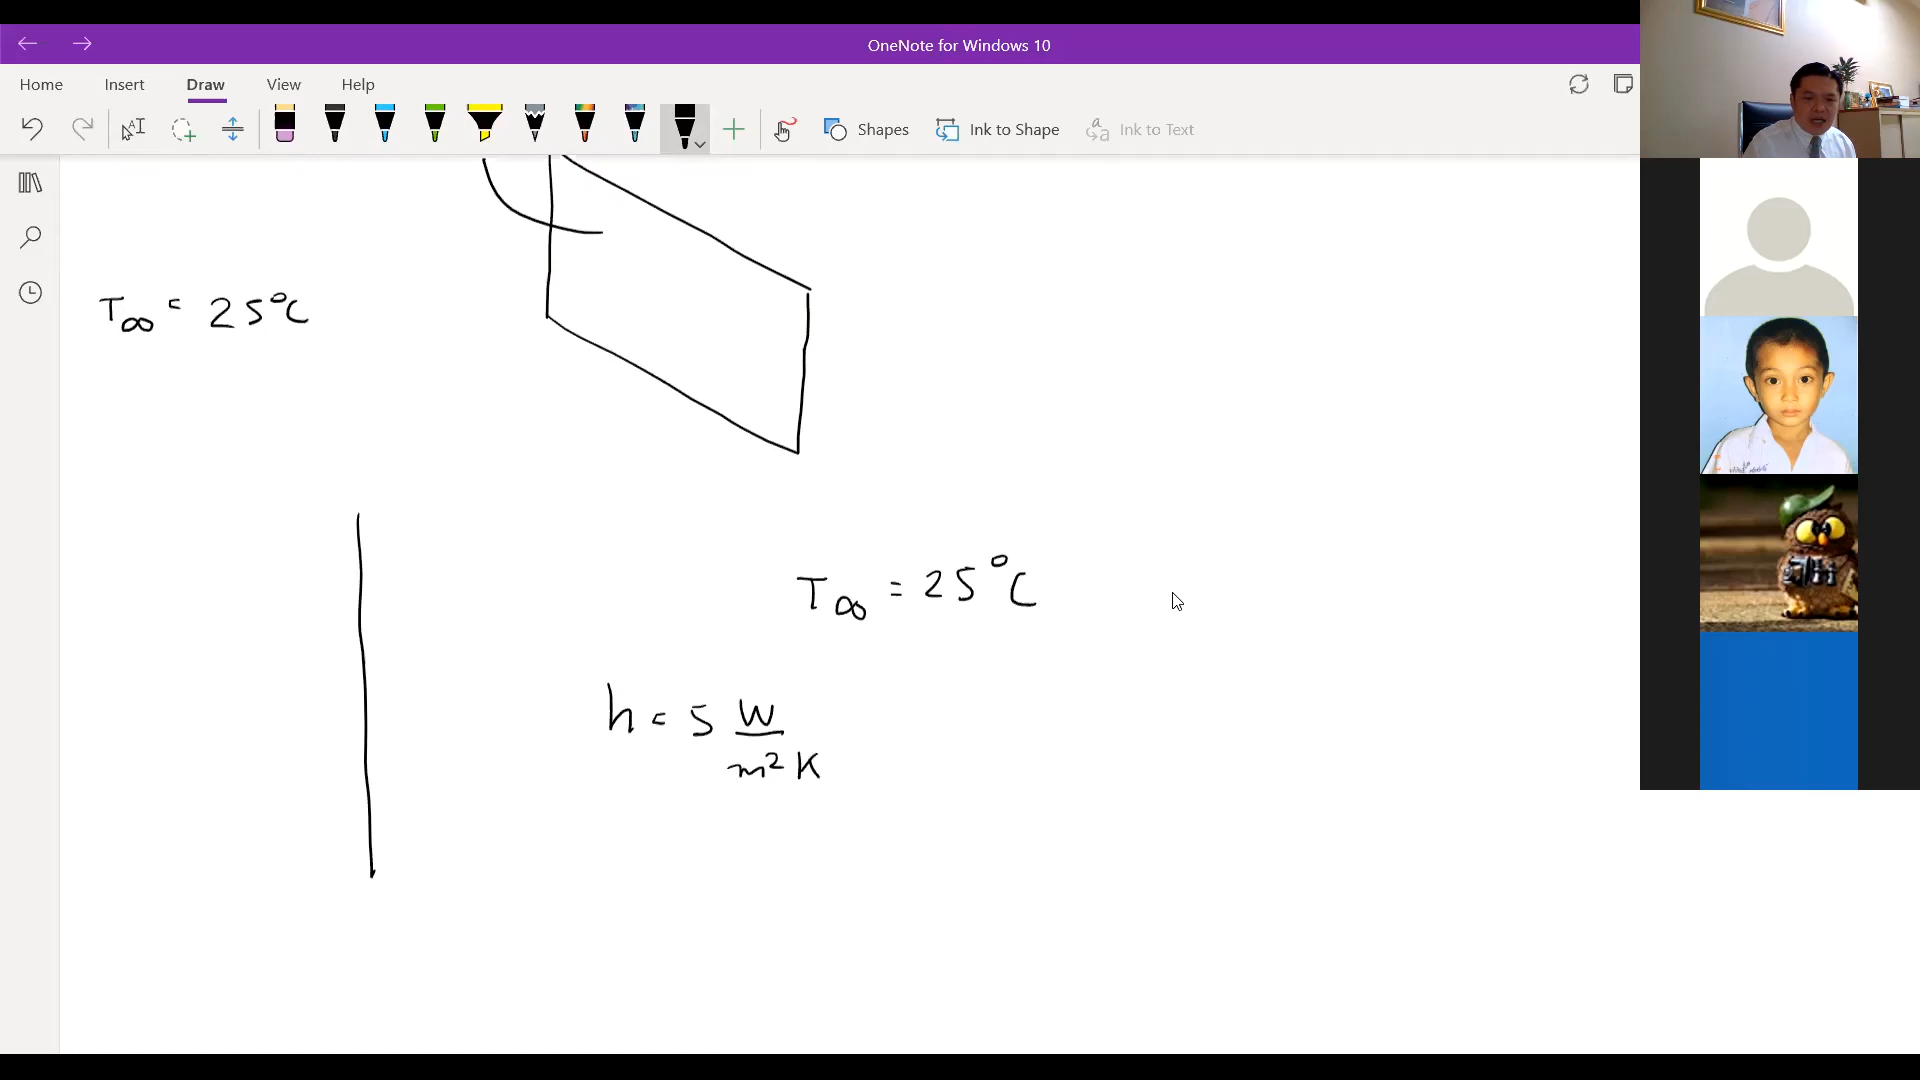 OneNote for Windows 10
Home Insert Draw View Help
Shapes Ink to Shape Ink to Text
T∞ = 25°C
T∞ = 25°C
h = 5 W
m² K